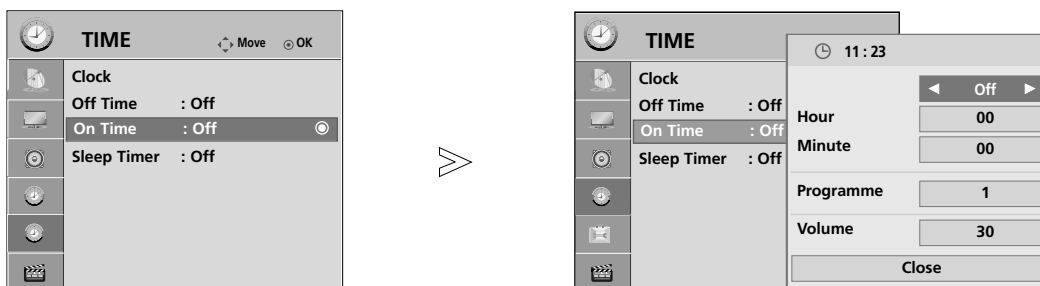 TIME Move OK
Clock
Off Time : Off
On Time : Off
Sleep Timer : Off
TIME
Clock
Off Time : Off
On Time : Off
Sleep Timer : Off
11 : 23
◄ Off ►
Hour 00
Minute 00
Programme 1
Volume 30
Close